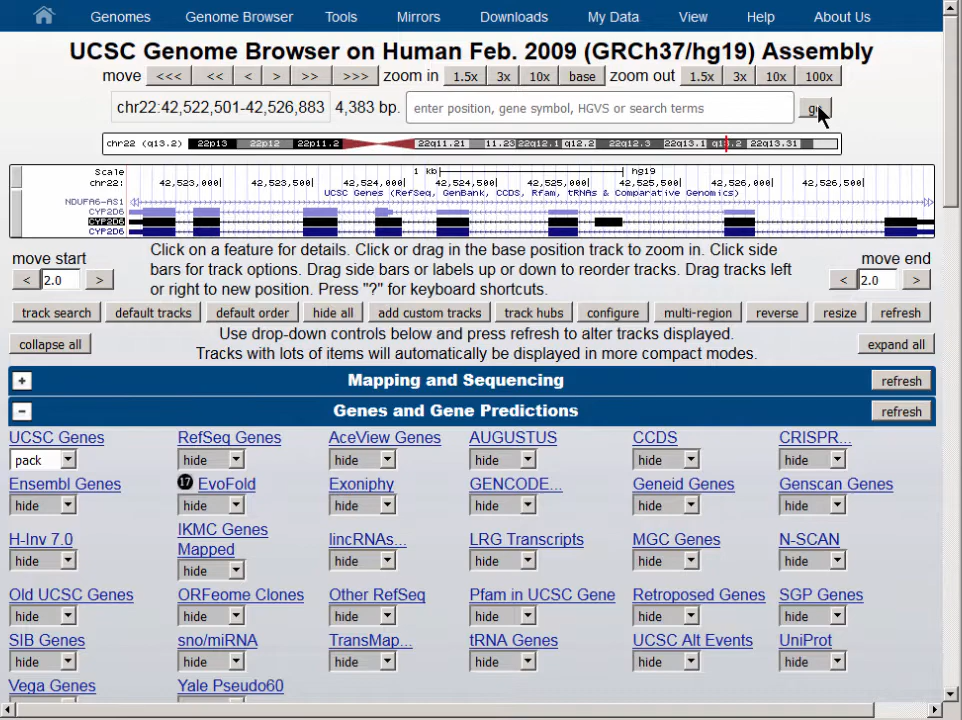 Genomes Genome Browser Tools Mirrors Downloads My Data View Help About Us
UCSC Genome Browser on Human Feb. 2009 (GRCh37/hg19) Assembly
move <<< << < > >> >>> zoom in 1.5x 3x 10x base zoom out 1.5x 3x 10x 100x
chr22:42,522,501-42,526,883 4,383 bp. enter position, gene symbol, HGVS or search terms go
chr22 (q13.2) 22p13 22p12 22p11.2 22q11.21 11.23 22q12.1 q12.2 22q12.3 22q13.1 q13.2 22q13.31
Scale 1 kb hg19
chr22: 42,523,000 42,523,500 42,524,000 42,524,500 42,525,000 42,525,500 42,526,000 42,526,500
UCSC Genes (RefSeq, GenBank, CCDS, Rfam, tRNAs & Comparative Genomics)
NDUFA6-AS1
CYP2D6
CYP2D6
CYP2D6
move start
< 2.0 >
Click on a feature for details. Click or drag in the base position track to zoom in. Click side
bars for track options. Drag side bars or labels up or down to reorder tracks. Drag tracks left
or right to new position. Press "?" for keyboard shortcuts.
move end
< 2.0 >
track search default tracks default order hide all add custom tracks track hubs configure multi-region reverse resize refresh
collapse all
Use drop-down controls below and press refresh to alter tracks displayed.
Tracks with lots of items will automatically be displayed in more compact modes.
expand all
+ Mapping and Sequencing refresh
- Genes and Gene Predictions refresh
UCSC Genes RefSeq Genes AceView Genes AUGUSTUS CCDS CRISPR...
pack hide hide hide hide hide
Ensembl Genes 17 EvoFold Exoniphy GENCODE... Geneid Genes Genscan Genes
hide hide hide hide hide hide
H-Inv 7.0 IKMC Genes Mapped lincRNAs... LRG Transcripts MGC Genes N-SCAN
hide hide hide hide hide hide
Old UCSC Genes ORFeome Clones Other RefSeq Pfam in UCSC Gene Retroposed Genes SGP Genes
hide hide hide hide hide hide
SIB Genes sno/miRNA TransMap... tRNA Genes UCSC Alt Events UniProt
hide hide hide hide hide hide
Vega Genes Yale Pseudo60